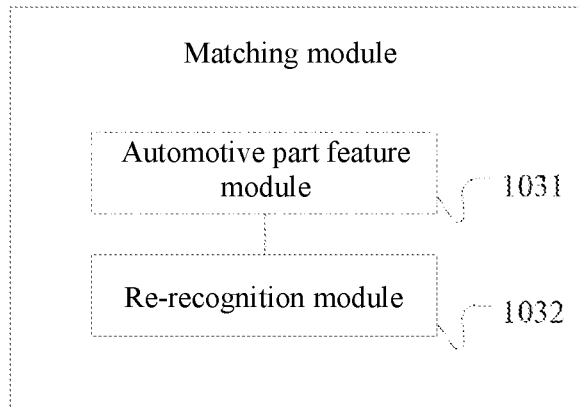 Matching module
Automotive part feature
module
1031
Re-recognition module
1032